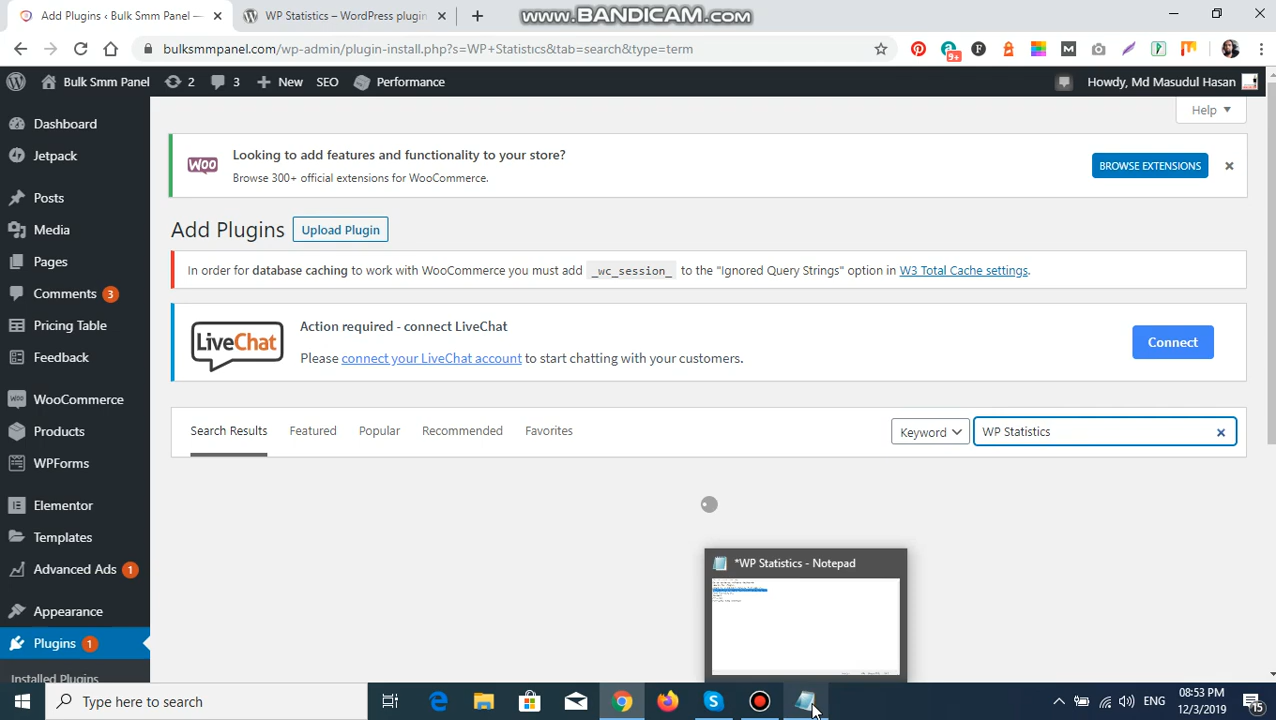 Bulk Smm Panel —
WP Statistics – WordPress plugin
www.BANDICAM.com
bulksmmpanel.com/wp-admin/plugin-install.php?s=WP+Statistics&tab=search&type=term
9+
Bulk Smm Panel
2
3
New
SEO
Performance
Howdy, Md Masudul Hasan
Dashboard
Jetpack
Posts
Media
Pages
Comments 3
Pricing Table
Feedback
WooCommerce
Products
WPForms
Elementor
Templates
Advanced Ads 1
Appearance
Plugins 1
Installed Plugins
Help
WOO
Looking to add features and functionality to your store?
Browse 300+ official extensions for WooCommerce.
BROWSE EXTENSIONS
Add Plugins
Upload Plugin
In order for database caching to work with WooCommerce you must add _wc_session_ to the "Ignored Query Strings" option in W3 Total Cache settings.
LiveChat
Action required - connect LiveChat
Please connect your LiveChat account to start chatting with your customers.
Connect
Search Results
Featured
Popular
Recommended
Favorites
Keyword
WP Statistics
*WP Statistics - Notepad
Type here to search
ENG
08:53 PM
12/3/2019
15